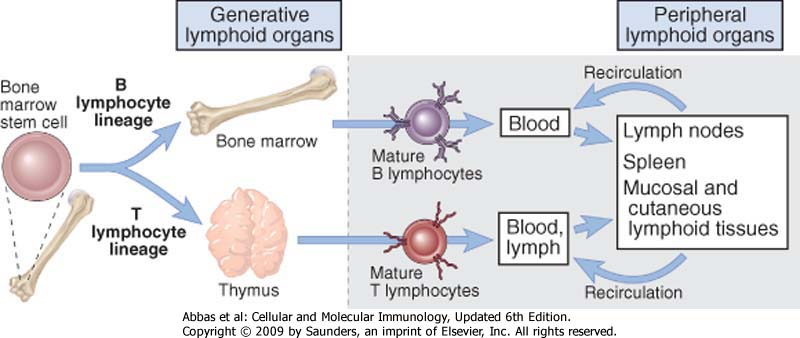 Generative
lymphoid organs
Peripheral
lymphoid organs
Bone
marrow
stem cell
B
lymphocyte
lineage
Bone marrow
Mature
B lymphocytes
Blood
Recirculation
Lymph nodes
Spleen
Mucosal and
cutaneous
lymphoid tissues
T
lymphocyte
lineage
Thymus
Mature
T lymphocytes
Blood,
lymph
Recirculation
Abbas et al: Cellular and Molecular Immunology, Updated 6th Edition.
Copyright © 2009 by Saunders, an imprint of Elsevier, Inc. All rights reserved.